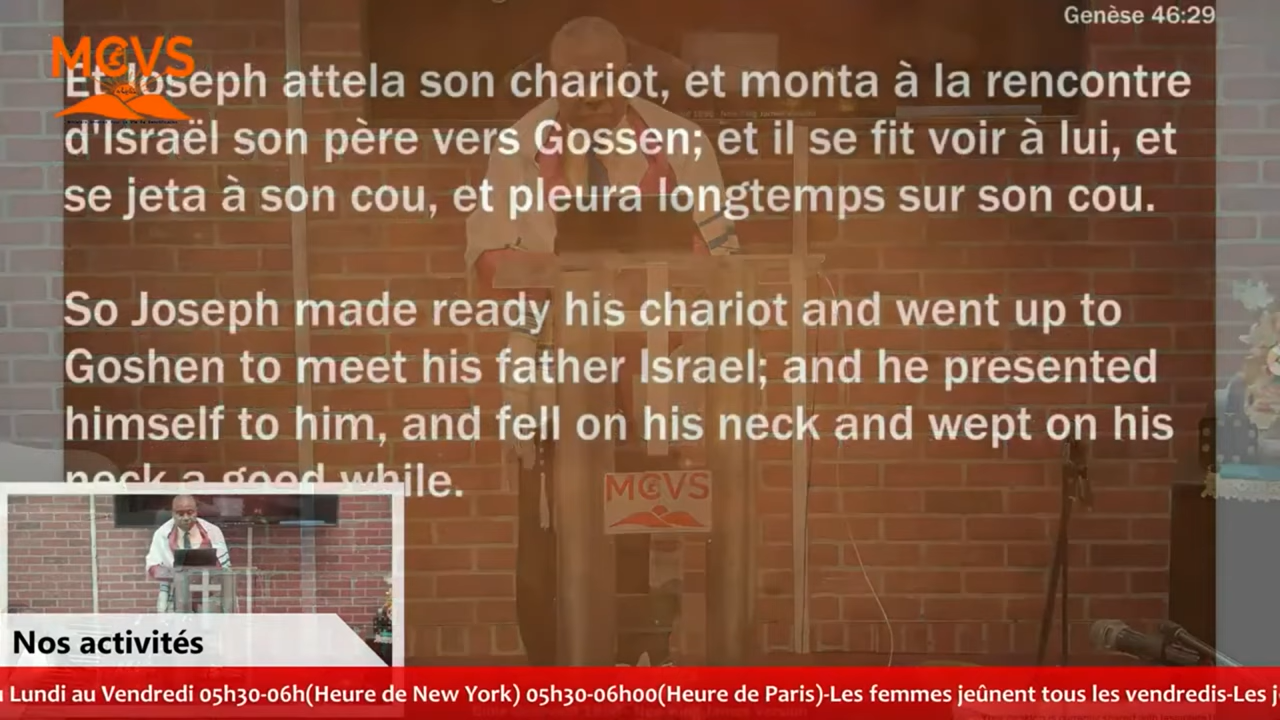 Genèse 46:29
MCVS
Et Joseph attela son chariot, et monta à la rencontre
d'Israël son père vers Gossen; et il se fit voir à lui, et
se jeta à son cou, et pleura longtemps sur son cou.
So Joseph made ready his chariot and went up to
Goshen to meet his father Israel; and he presented
himself to him, and fell on his neck and wept on his
neck a good while.
MCVS
Nos activités
Lundi au Vendredi 05h30-06h(Heure de New York) 05h30-06h00(Heure de Paris)-Les femmes jeûnent tous les vendredis-Les